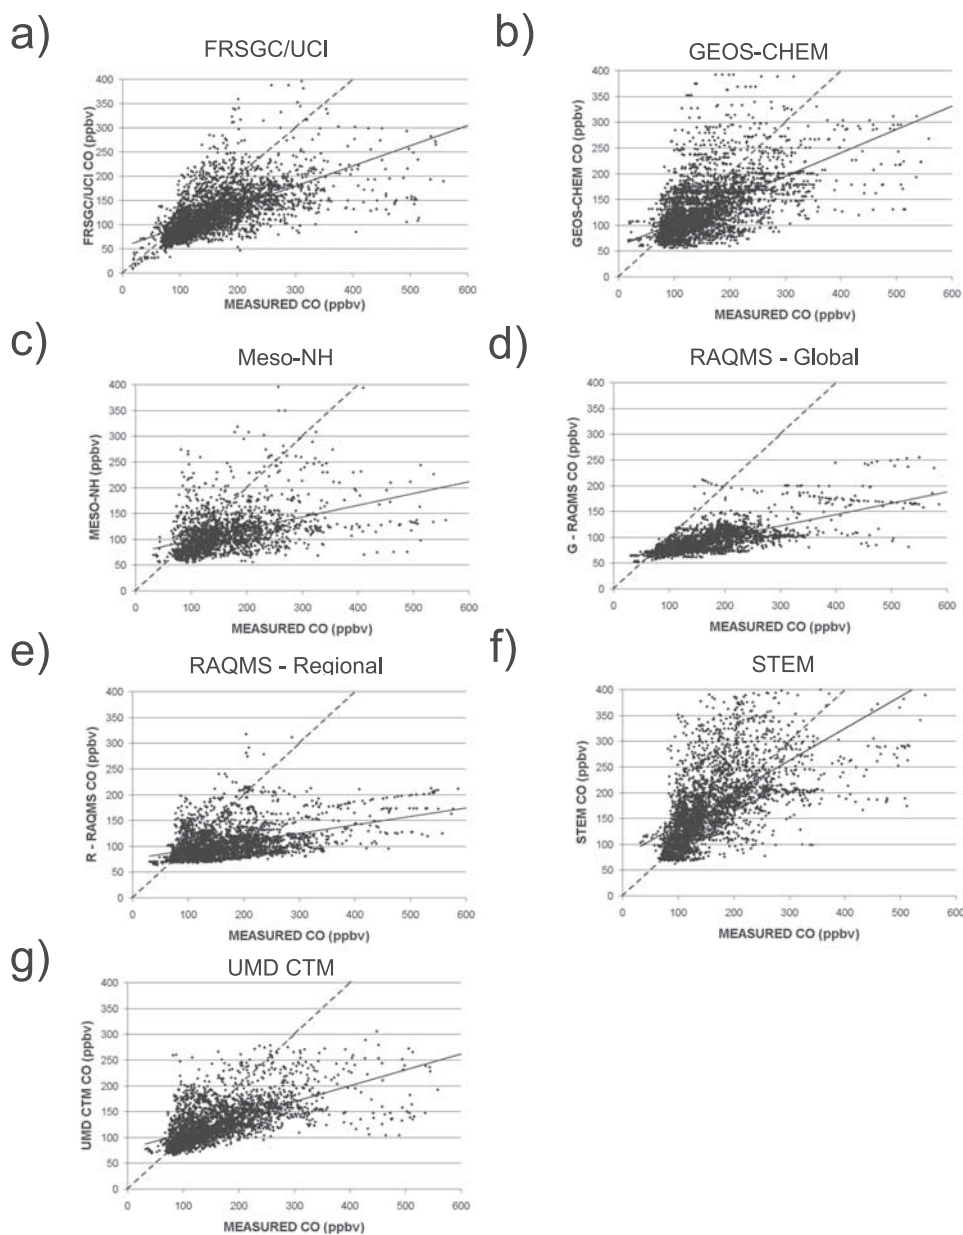 a)
FRSGC/UCI
FRSGC/UCI CO (ppbv)
400
350
300
250
200
150
100
50
0
0 100 200 300 400 500 600
MEASURED CO (ppbv)
b)
GEOS-CHEM
GEOS-CHEM CO (ppbv)
400
350
300
250
200
150
100
50
0
0 100 200 300 400 500 600
MEASURED CO (ppbv)
c)
Meso-NH
MESO-NH (ppbv)
400
350
300
250
200
150
100
50
0
0 100 200 300 400 500 600
MEASURED CO (ppbv)
d)
RAQMS - Global
G - RAQMS CO (ppbv)
400
350
300
250
200
150
100
50
0
0 100 200 300 400 500 600
MEASURED CO (ppbv)
e)
RAQMS - Regional
R - RAQMS CO (ppbv)
400
350
300
250
200
150
100
50
0
0 100 200 300 400 500 600
MEASURED CO (ppbv)
f)
STEM
STEM CO (ppbv)
400
350
300
250
200
150
100
50
0
0 100 200 300 400 500 600
MEASURED CO (ppbv)
g)
UMD CTM
UMD CTM CO (ppbv)
400
350
300
250
200
150
100
50
0
0 100 200 300 400 500 600
MEASURED CO (ppbv)